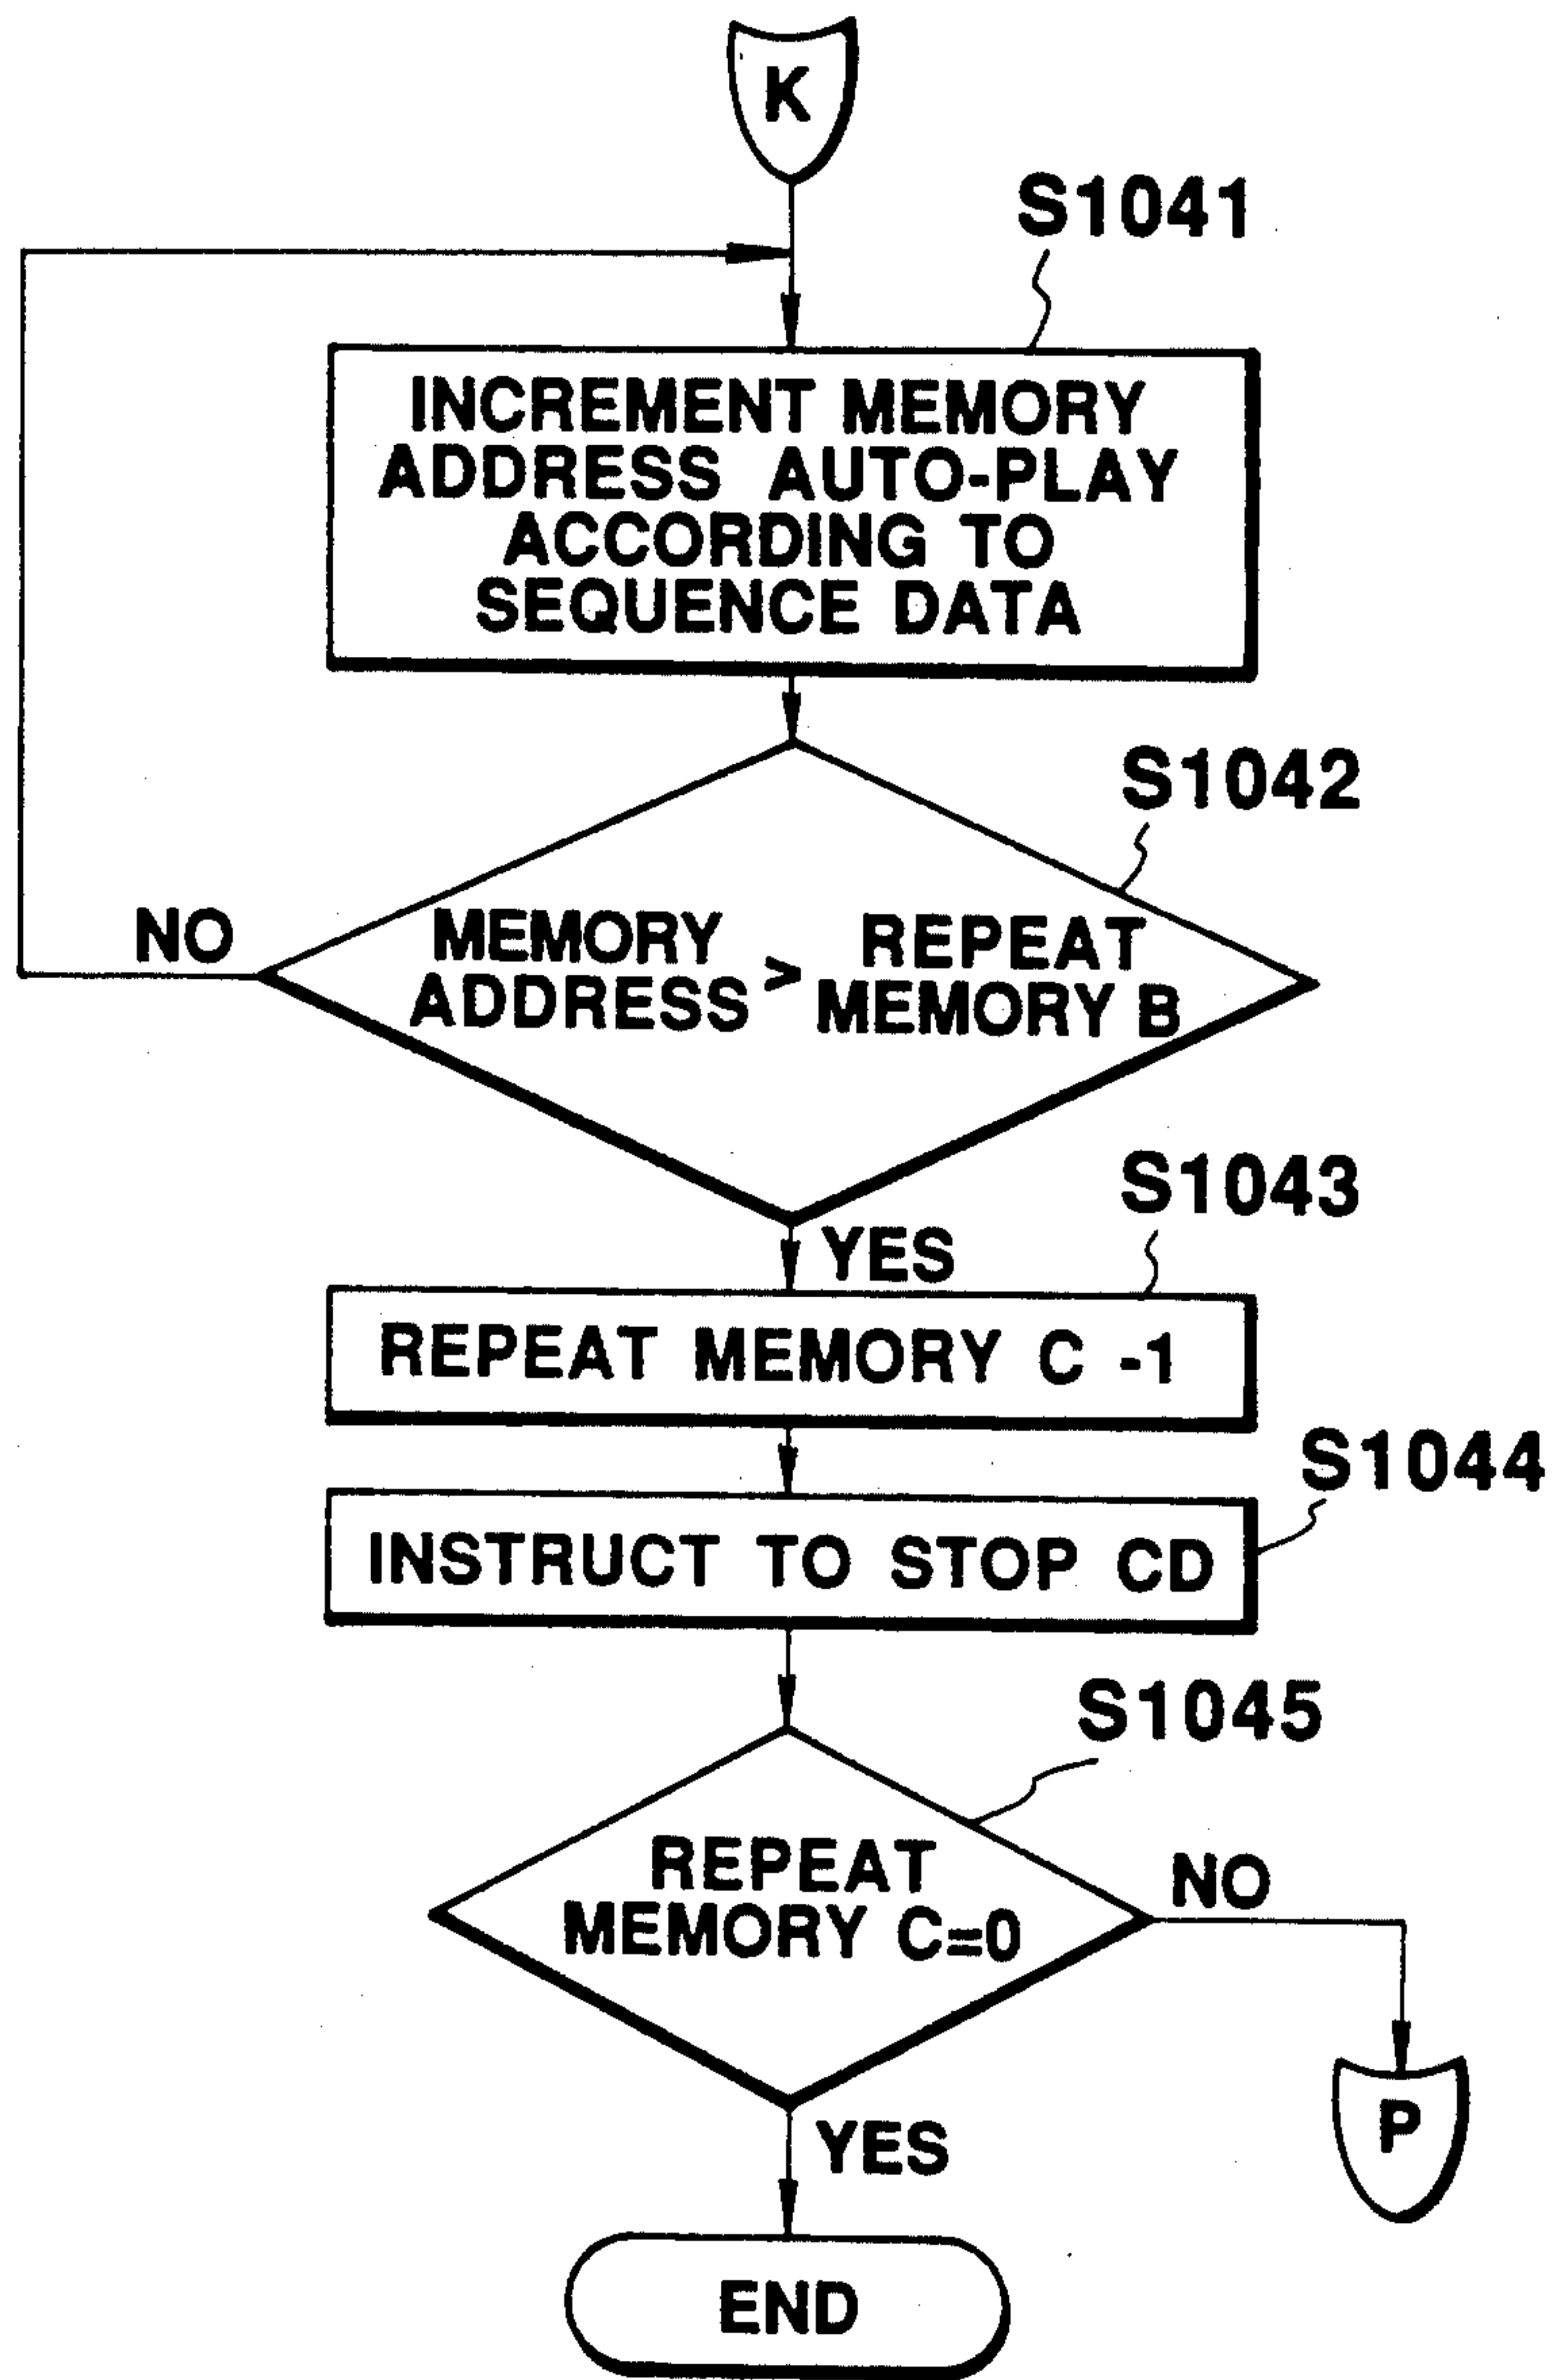 K
S1041
INCREMENT MEMORY
ADDRESS AUTO-PLAY
ACCORDING TO
SEQUENCE DATA
S1042
NO
MEMORY
ADDRESS
>
REPEAT
MEMORY B
S1043
YES
REPEAT MEMORY C -1
S1044
INSTRUCT TO STOP CD
S1045
REPEAT
MEMORY C=0
NO
P
YES
END